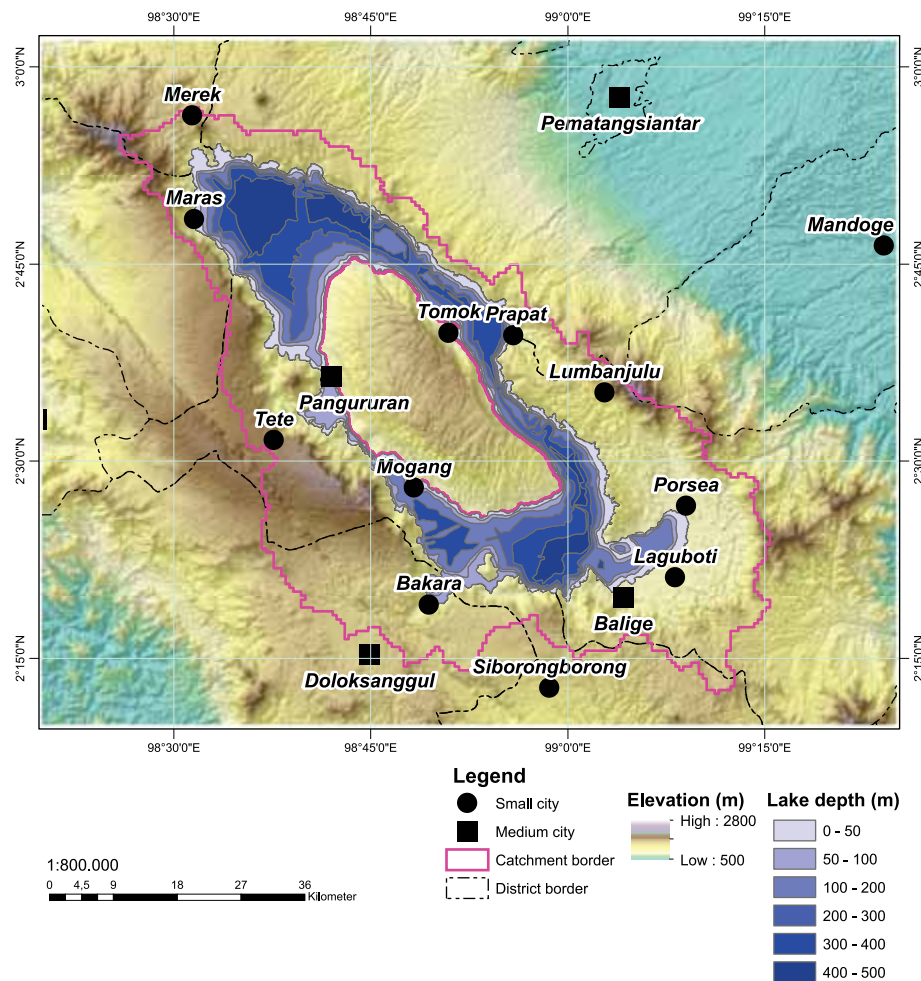 98°30'0"E 98°45'0"E 99°0'0"E 99°15'0"E
3°0'0"N 3°0'0"N
Merek
Pematangsiantar
Maras
Mandoge
2°45'0"N 2°45'0"N
Tomok Prapat
Lumbanjulu
Pangururan
Tete
2°30'0"N 2°30'0"N
Mogang
Porsea
Laguboti
Bakara
Balige
2°15'0"N 2°15'0"N
Siborongborong
Doloksanggul
98°30'0"E 98°45'0"E 99°0'0"E 99°15'0"E
Legend
Small city
Medium city
Catchment border
District border
Elevation (m)
High : 2800
Low : 500
Lake depth (m)
0 - 50
50 - 100
100 - 200
200 - 300
300 - 400
400 - 500
1:800.000
0 4,5 9 18 27 36
Kilometer